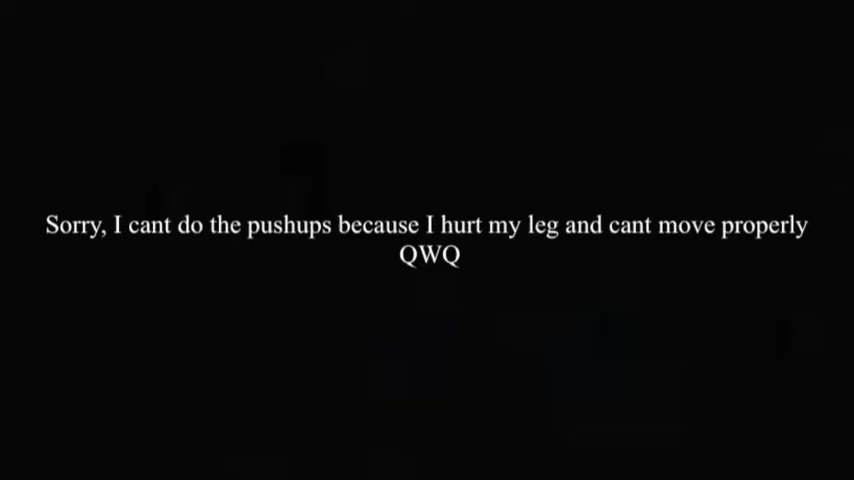 Sorry, I cant do the pushups because I hurt my leg and cant move properly
QWQ